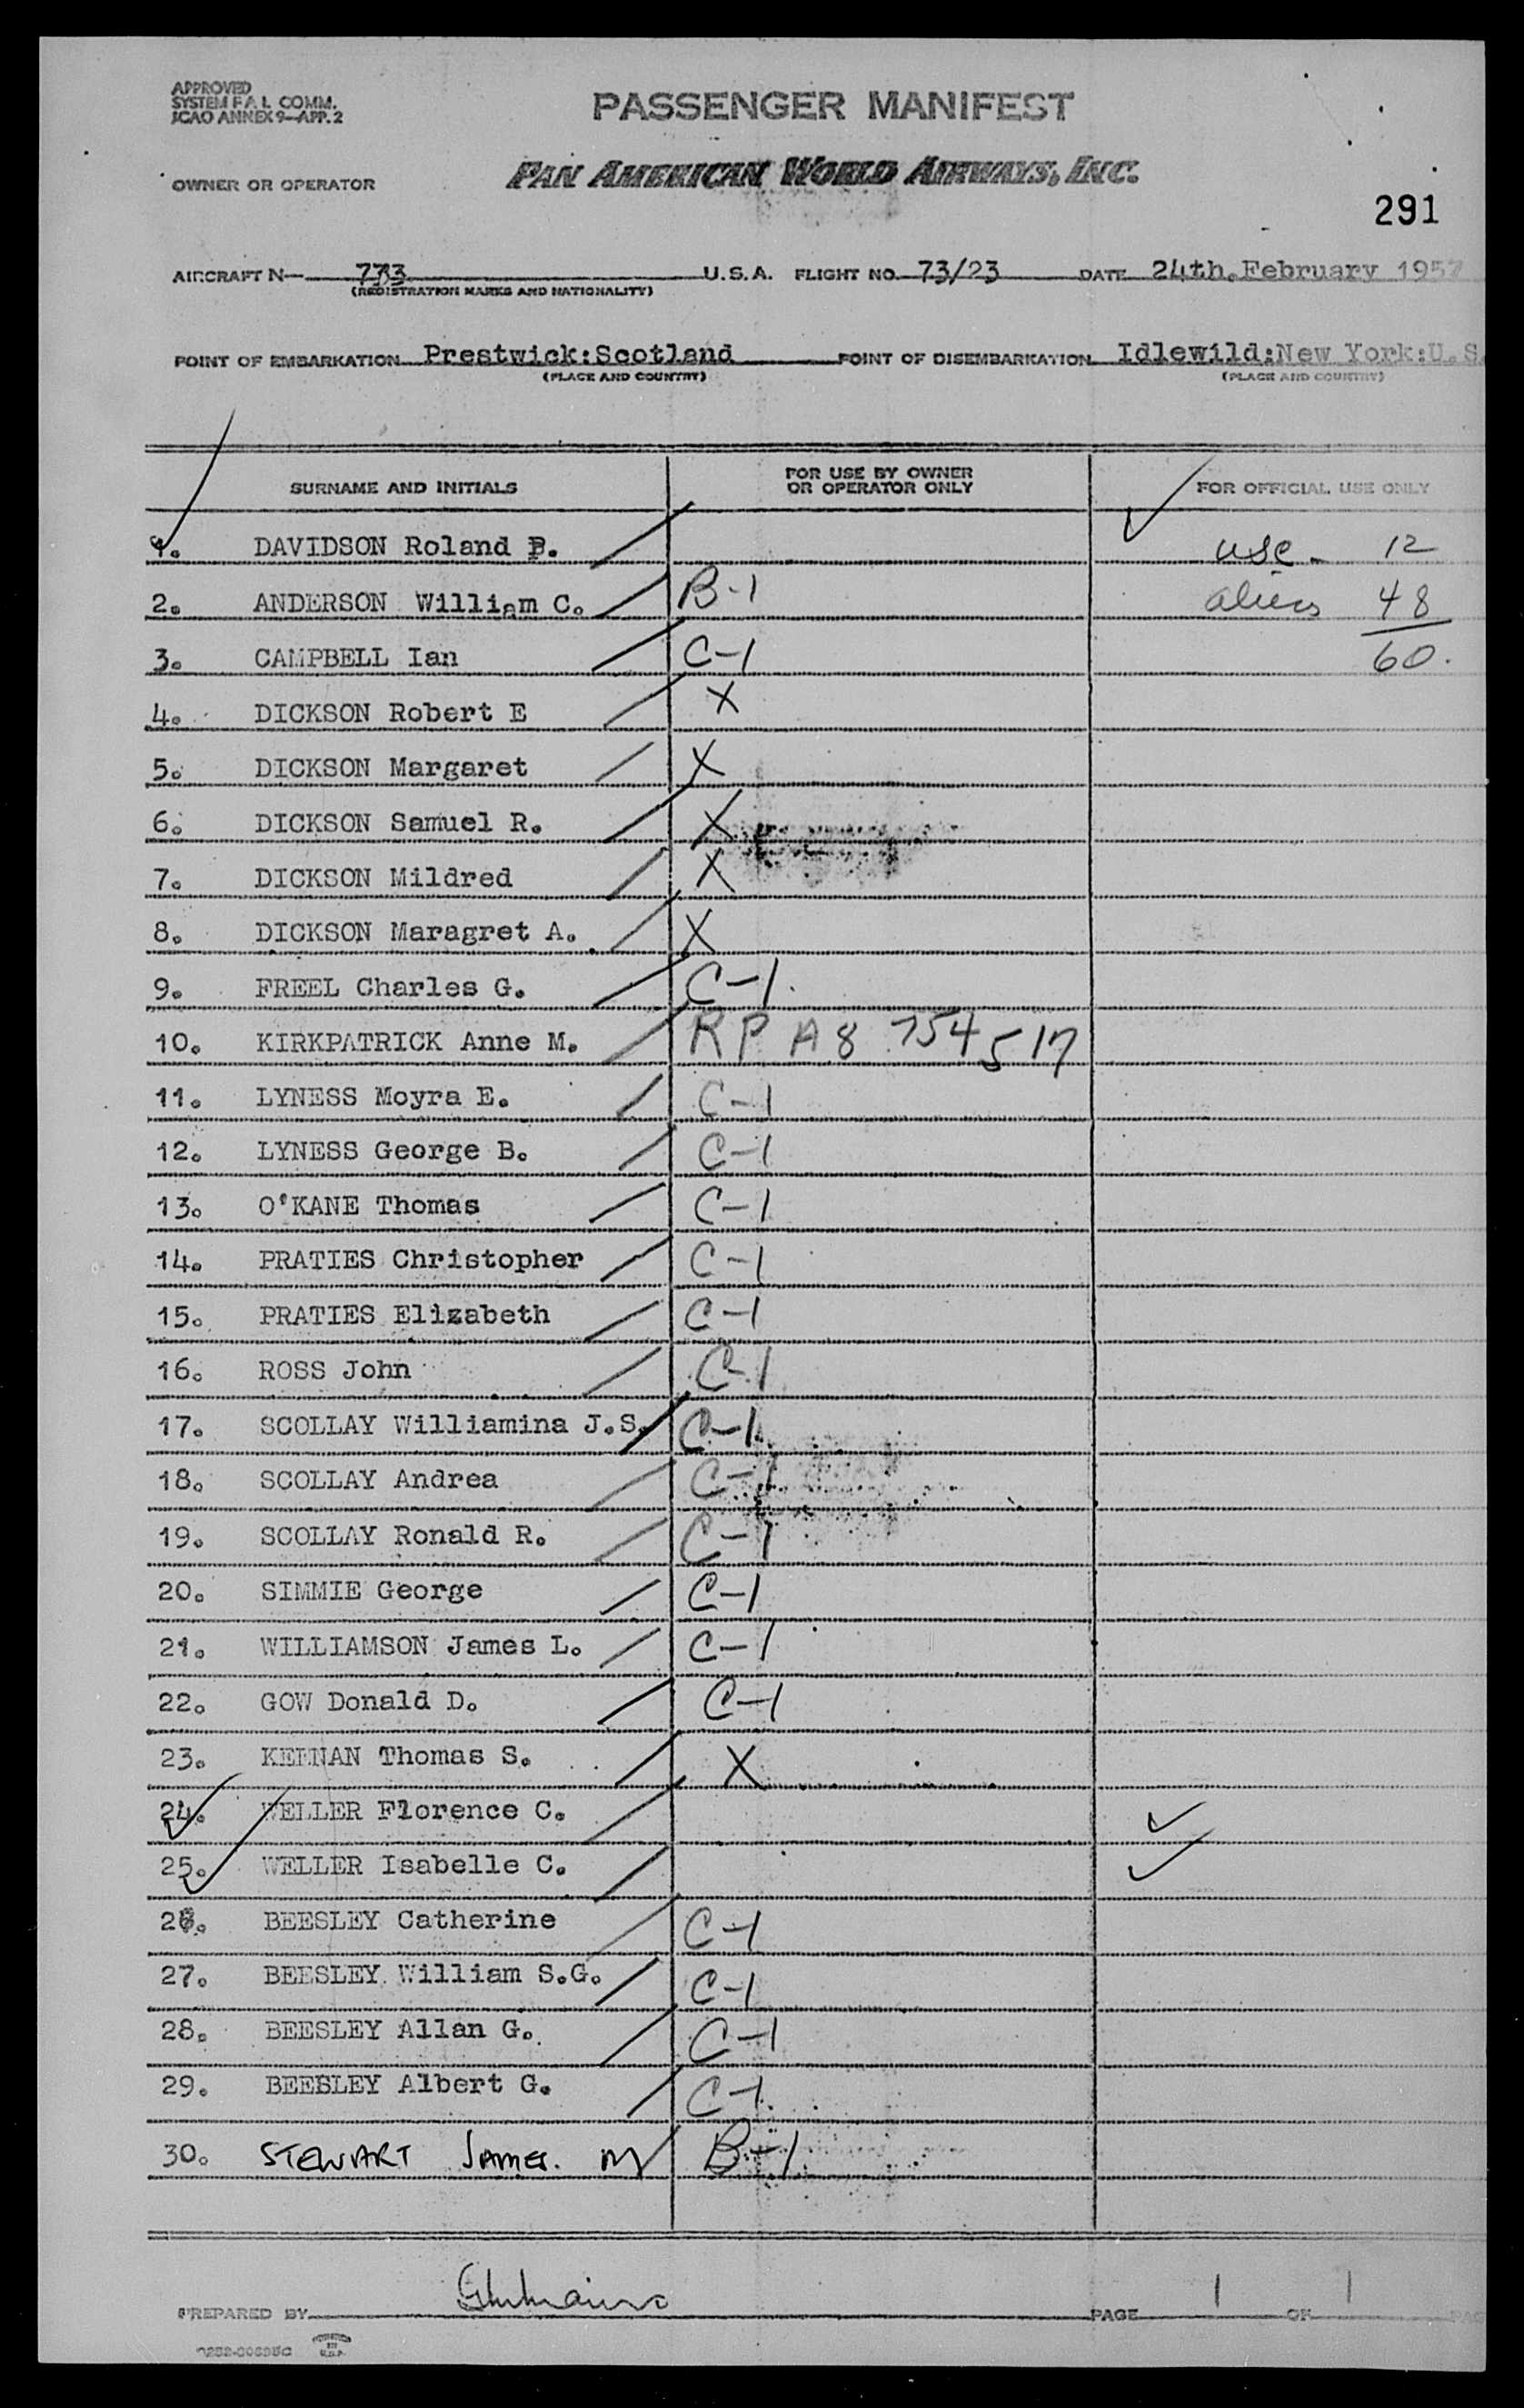 APPROVED
SYSTEM F A L COMM.
ICAO ANNEX 9—APP. 2
PASSENGER MANIFEST
OWNER OR OPERATOR PAN AMERICAN WORLD AIRWAYS, INC.
291
AIRCRAFT N— 773 U.S.A. FLIGHT NO. 73/23 DATE 24th.February 1957
(REGISTRATION MARKS AND NATIONALITY)
POINT OF EMBARKATION Prestwick:Scotland POINT OF DISEMBARKATION Idlewild:New York:U.S.
(PLACE AND COUNTRY) (PLACE AND COUNTRY)
SURNAME AND INITIALS FOR USE BY OWNER OR OPERATOR ONLY FOR OFFICIAL USE ONLY
1. DAVIDSON Roland B. usc - 12
2. ANDERSON William C. B-1 aliens 48
3. CAMPBELL Ian C-1 60.
4. DICKSON Robert E X
5. DICKSON Margaret X
6. DICKSON Samuel R. X
7. DICKSON Mildred X
8. DICKSON Maragret A. X
9. FREEL Charles G. C-1.
10. KIRKPATRICK Anne M. RP A8 754 517
11. LYNESS Moyra E. C-1
12. LYNESS George B. C-1
13. O'KANE Thomas C-1
14. PRATIES Christopher C-1
15. PRATIES Elizabeth C-1
16. ROSS John C-1
17. SCOLLAY Williamina J.S. C-1
18. SCOLLAY Andrea C-1
19. SCOLLAY Ronald R. C-1
20. SIMMIE George C-1
21. WILLIAMSON James L. C-1
22. GOW Donald D. C-1
23. KEENAN Thomas S. X
24. WELLER Florence C.
25. WELLER Isabelle C.
26. BEESLEY Catherine C-1
27. BEESLEY William S.G. C-1
28. BEESLEY Allan G. C-1
29. BEESLEY Albert G. C-1
30. STEWART JAMES. M B-1
PREPARED BY PAGE 1 OF 1